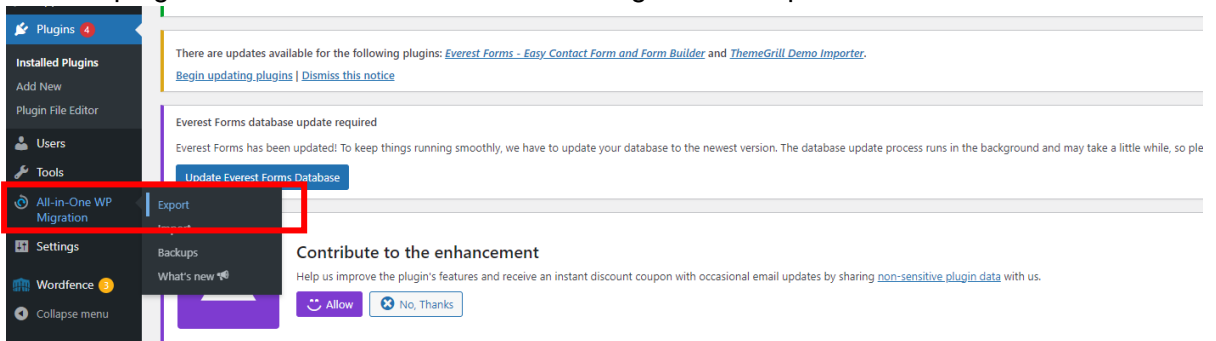 Plugins 4
Installed Plugins
Add New
Plugin File Editor
Users
Tools
All-in-One WP
Migration
Settings
Wordfence 3
Collapse menu
Export
Import
Backups
What's new
There are updates available for the following plugins: Everest Forms - Easy Contact Form and Form Builder and ThemeGrill Demo Importer.
Begin updating plugins | Dismiss this notice
Everest Forms database update required
Everest Forms has been updated! To keep things running smoothly, we have to update your database to the newest version. The database update process runs in the background and may take a little while, so ple
Update Everest Forms Database
Contribute to the enhancement
Help us improve the plugin's features and receive an instant discount coupon with occasional email updates by sharing non-sensitive plugin data with us.
Allow
No, Thanks